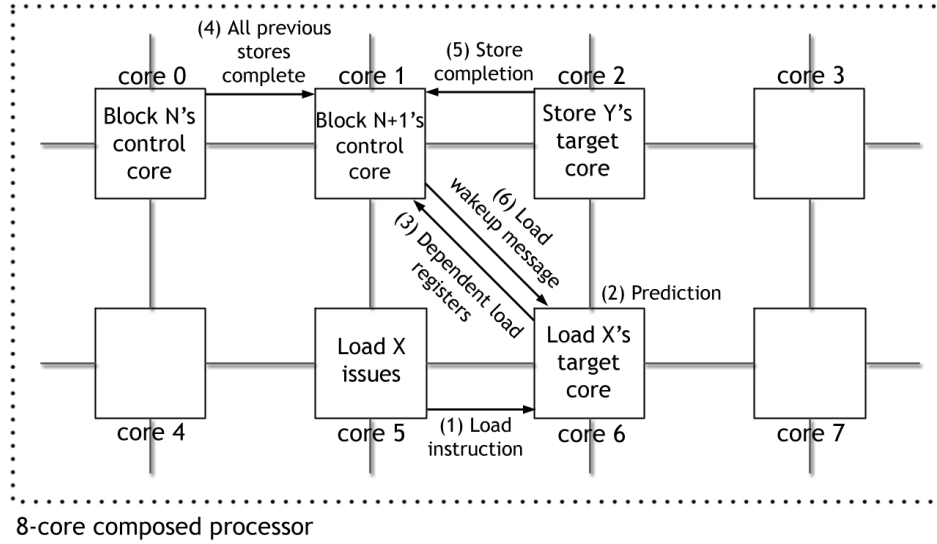 (4) All previous
stores
complete
(5) Store
completion
core 0
core 1
core 2
core 3
Block N's
control
core
Block N+1's
control
core
Store Y's
target
core
(6) Load
wakeup message
(3) Dependent load
registers
(2) Prediction
Load X
issues
Load X's
target
core
core 4
core 5
(1) Load
instruction
core 6
core 7
8-core composed processor